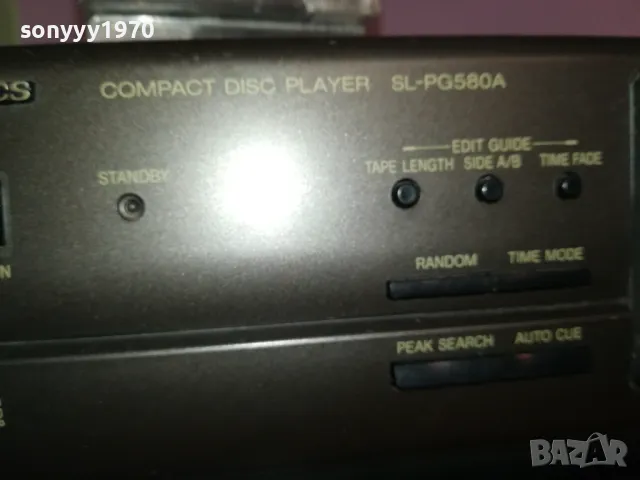 sonyyy1970
CS
COMPACT DISC PLAYER SL-PG580A
EDIT GUIDE
TAPE LENGTH SIDE A/B TIME FADE
STANDBY
RANDOM TIME MODE
PEAK SEARCH AUTO CUE
BAZAR